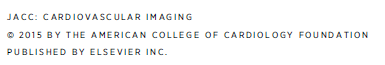 JACC: CARDIOVASCULAR IMAGING
© 2015 BY THE AMERICAN COLLEGE OF CARDIOLOGY FOUNDATION
PUBLISHED BY ELSEVIER INC.